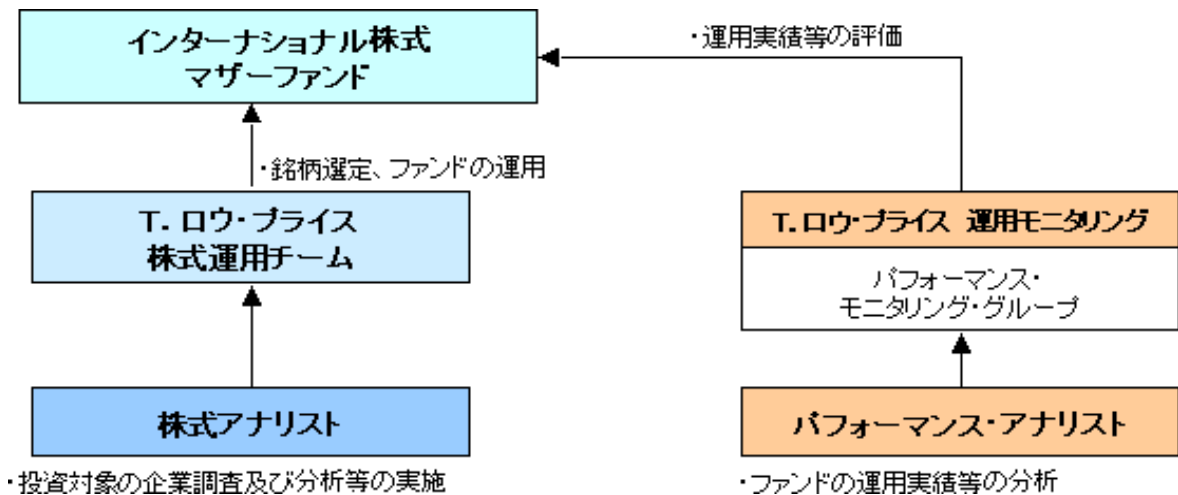 インターナショナル株式
マザーファンド
・運用実績等の評価
・銘柄選定、ファンドの運用
T. ロウ・プライス
株式運用チーム
T. ロウ・プライス 運用モニタリング
パフォーマンス・
モニタリング・グループ
株式アナリスト
パフォーマンス・アナリスト
・投資対象の企業調査及び分析等の実施
・ファンドの運用実績等の分析